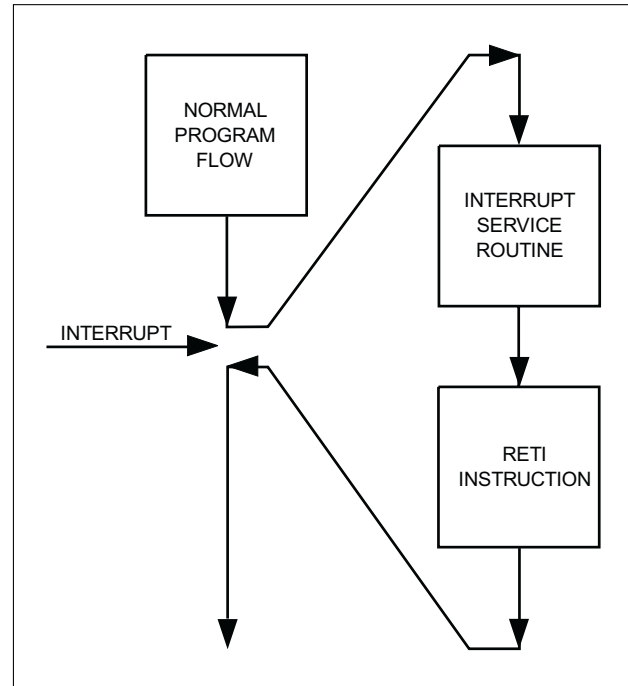 NORMAL
PROGRAM
FLOW
INTERRUPT
SERVICE
ROUTINE
INTERRUPT
RETI
INSTRUCTION